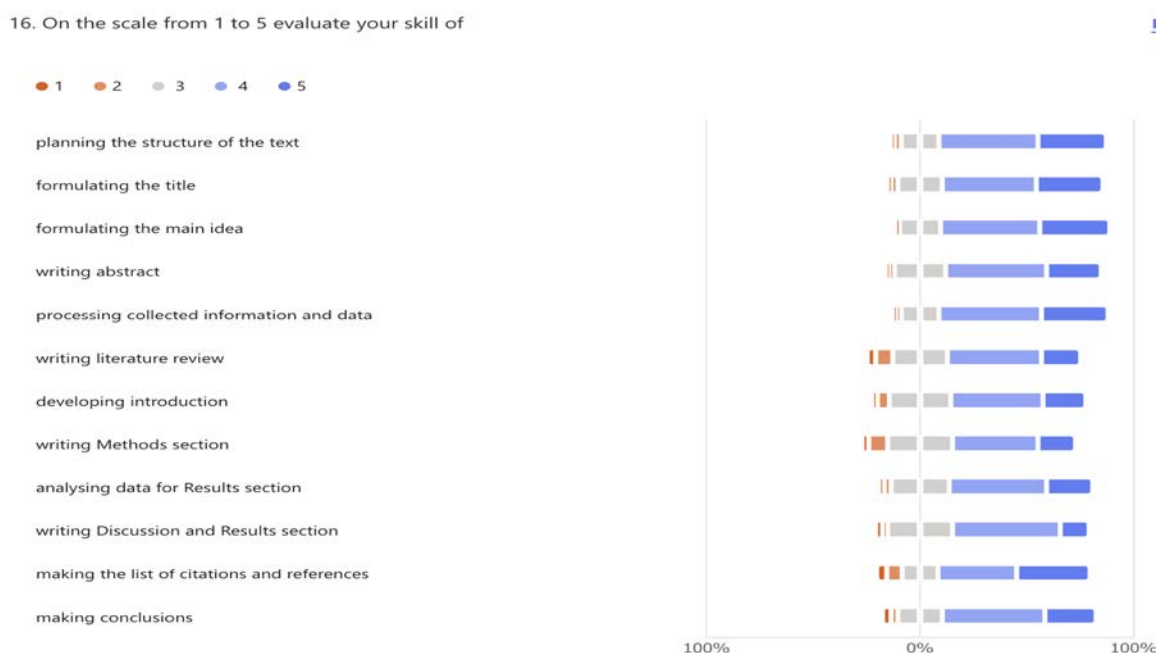 16. On the scale from 1 to 5 evaluate your skill of
1 2 3 4 5
planning the structure of the text
formulating the title
formulating the main idea
writing abstract
processing collected information and data
writing literature review
developing introduction
writing Methods section
analysing data for Results section
writing Discussion and Results section
making the list of citations and references
making conclusions
100% 0% 100%